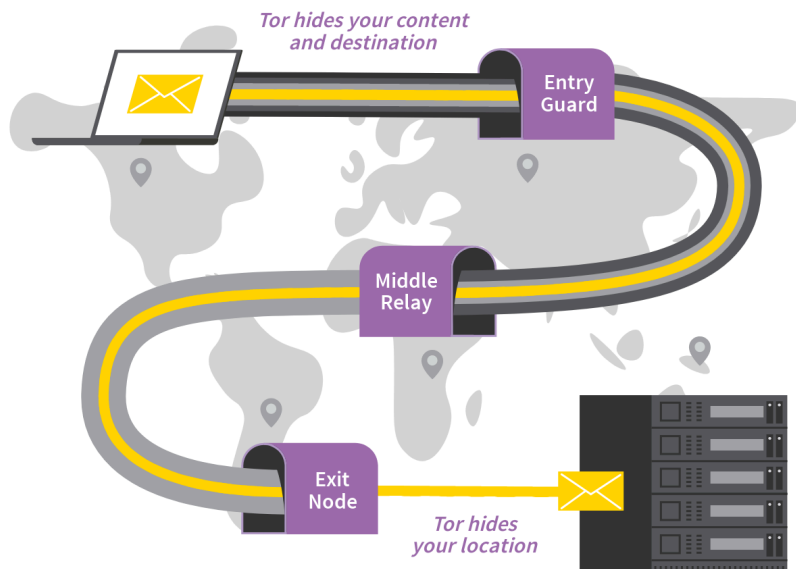 Tor hides your content
and destination
Entry
Guard
Middle
Relay
Exit
Node
Tor hides
your location